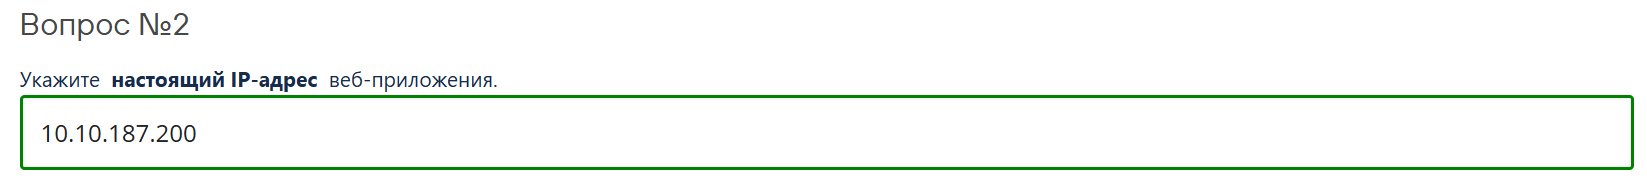 Вопрос №2
Укажите настоящий IP-адрес веб-приложения.
10.10.187.200